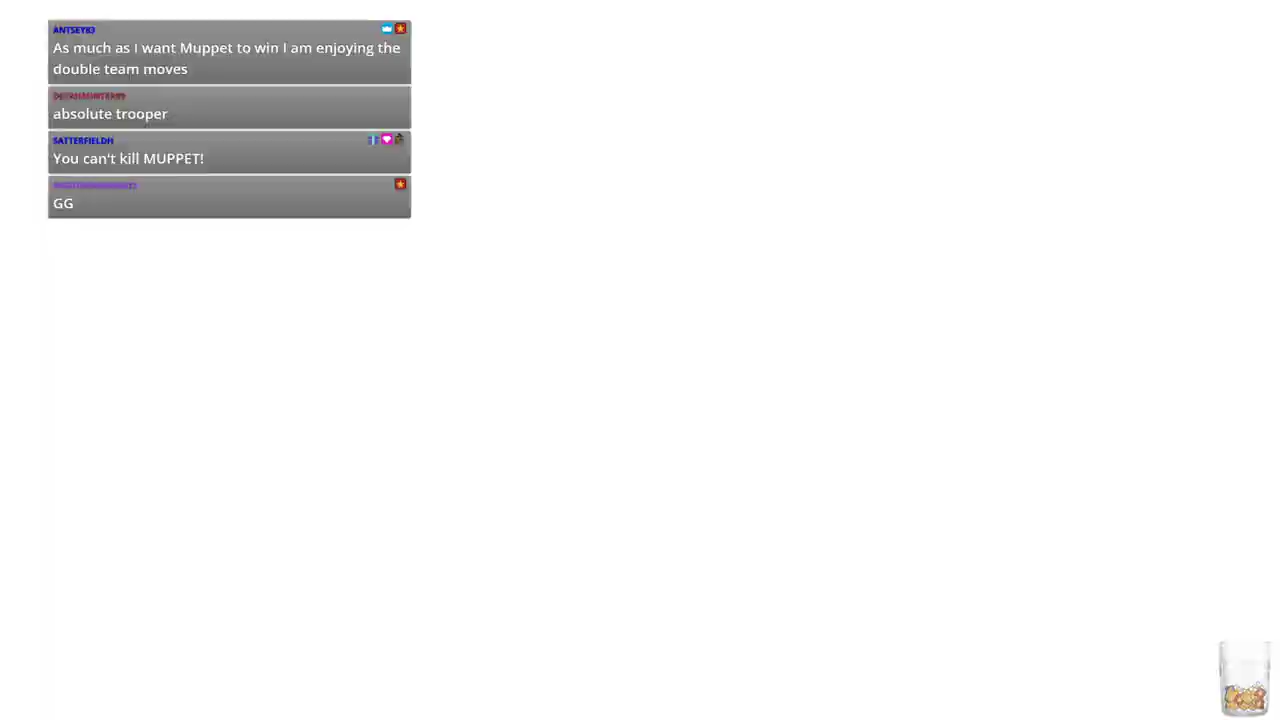 ANTSEY83
As much as I want Muppet to win I am enjoying the
double team moves
absolute trooper
SATTERFIELDH
You can't kill MUPPET!
GG